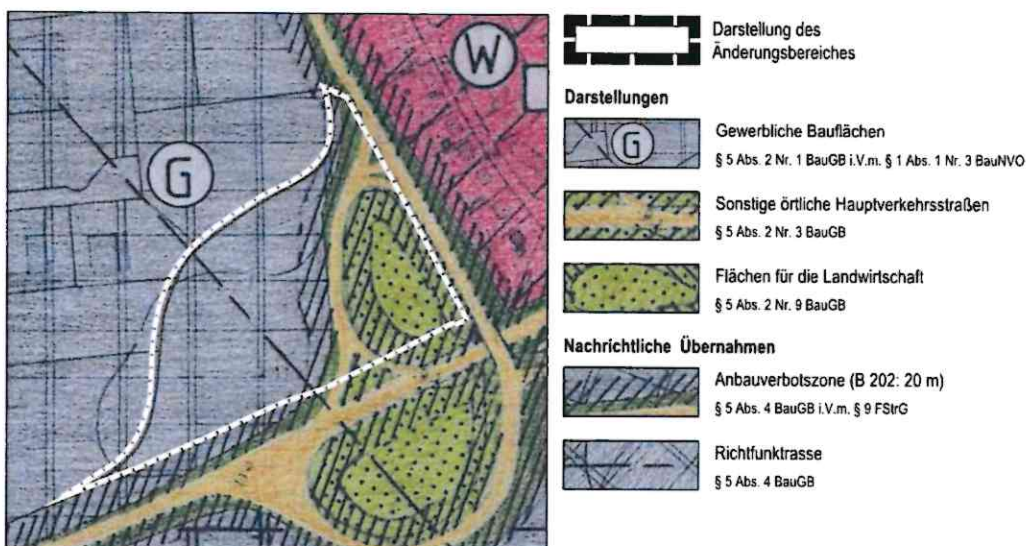 W
G
Darstellung des
Änderungsbereiches
Darstellungen
G
Gewerbliche Bauflächen
§ 5 Abs. 2 Nr. 1 BauGB i.V.m. § 1 Abs. 1 Nr. 3 BauNVO
Sonstige örtliche Hauptverkehrsstraßen
§ 5 Abs. 2 Nr. 3 BauGB
Flächen für die Landwirtschaft
§ 5 Abs. 2 Nr. 9 BauGB
Nachrichtliche Übernahmen
Anbauverbotszone (B 202: 20 m)
§ 5 Abs. 4 BauGB i.V.m. § 9 FStrG
Richtfunktrasse
§ 5 Abs. 4 BauGB